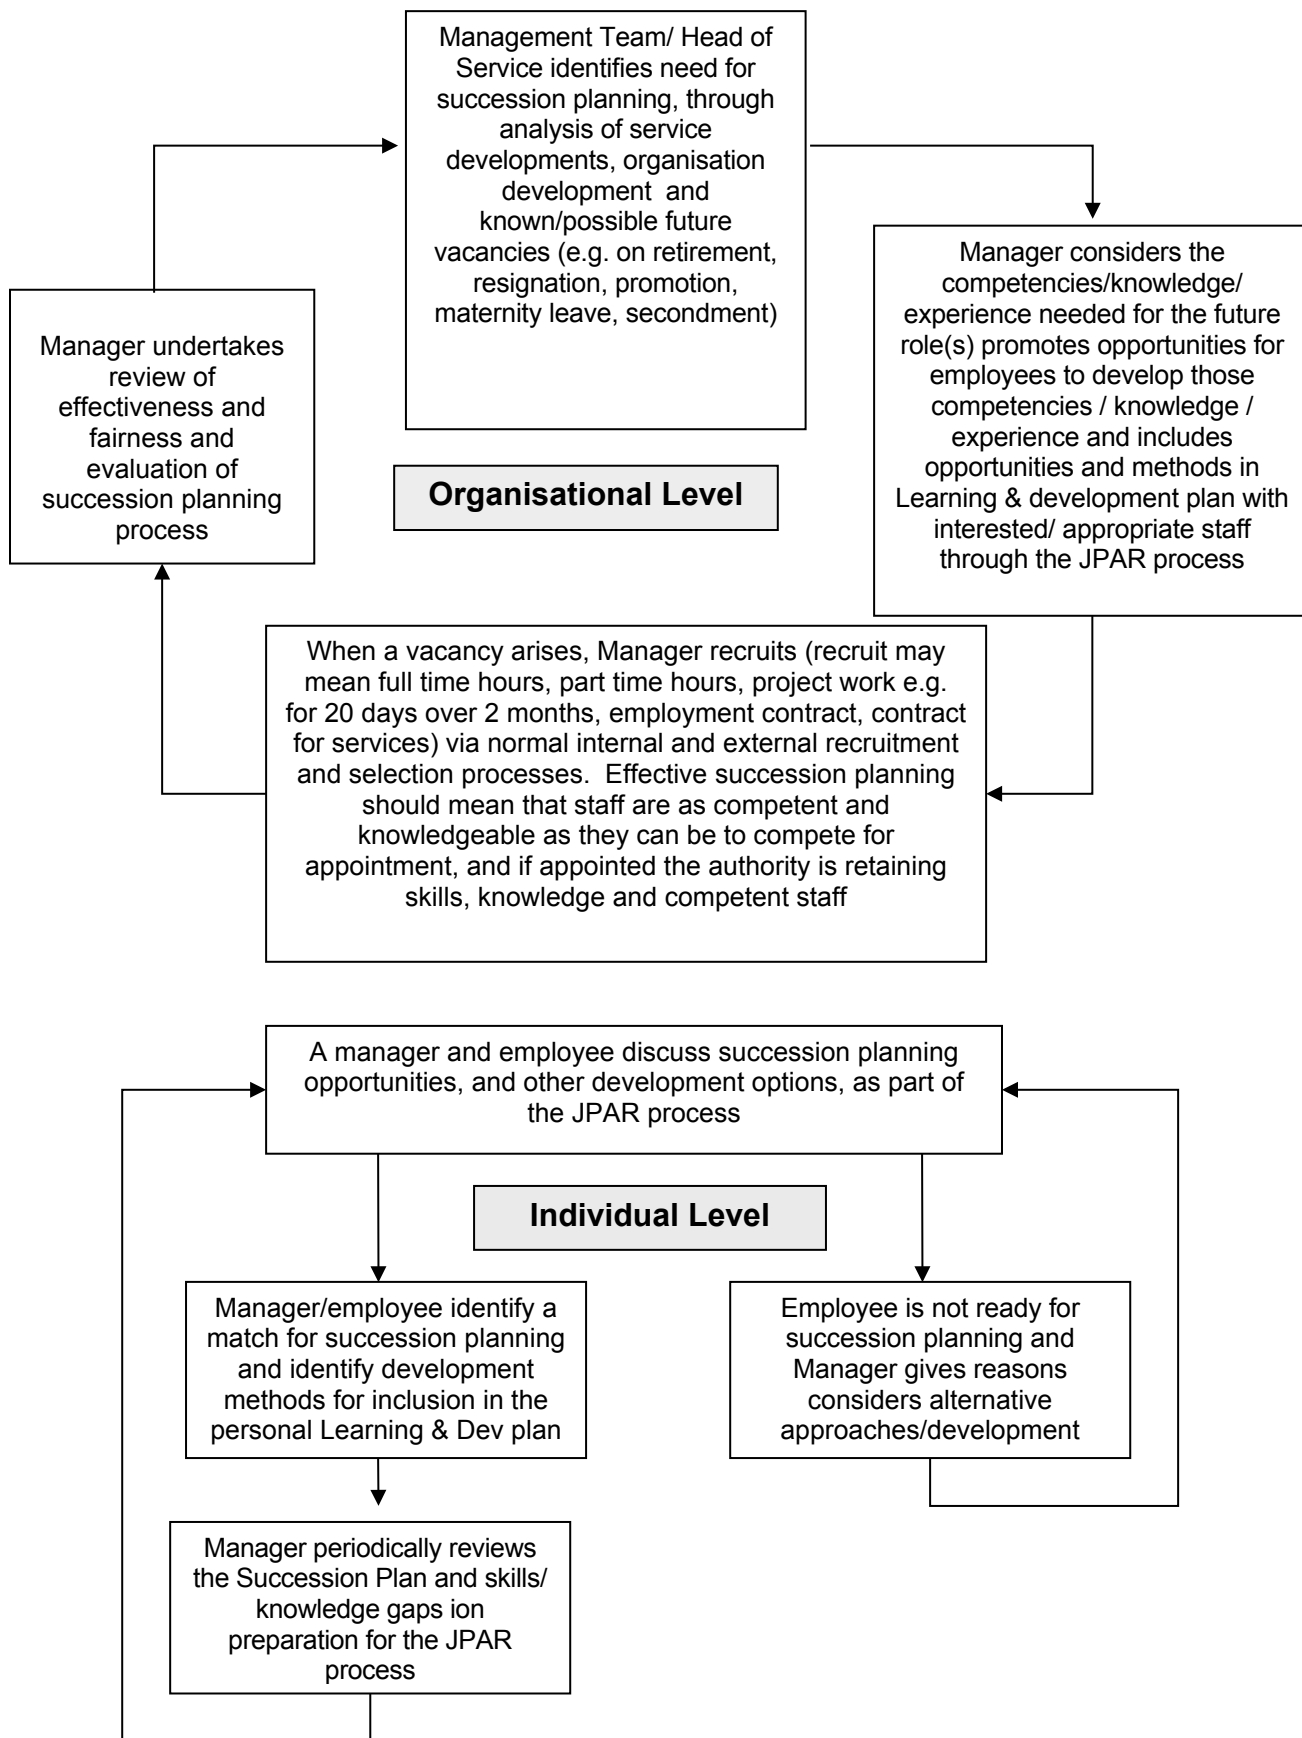 Management Team/ Head of
Service identifies need for
succession planning, through
analysis of service
developments, organisation
development  and
known/possible future
vacancies (e.g. on retirement,
resignation, promotion,
maternity leave, secondment)
Manager considers the
competencies/knowledge/
experience needed for the future
role(s) promotes opportunities for
employees to develop those
competencies / knowledge /
experience and includes
opportunities and methods in
Learning & development plan with
interested/ appropriate staff
through the JPAR process
Manager undertakes
review of
effectiveness and
fairness and
evaluation of
succession planning
process
Organisational Level
When a vacancy arises, Manager recruits (recruit may
mean full time hours, part time hours, project work e.g.
for 20 days over 2 months, employment contract, contract
for services) via normal internal and external recruitment
and selection processes.  Effective succession planning
should mean that staff are as competent and
knowledgeable as they can be to compete for
appointment, and if appointed the authority is retaining
skills, knowledge and competent staff
A manager and employee discuss succession planning
opportunities, and other development options, as part of
the JPAR process
Individual Level
Manager/employee identify a
match for succession planning
and identify development
methods for inclusion in the
personal Learning & Dev plan
Employee is not ready for
succession planning and
Manager gives reasons
considers alternative
approaches/development
Manager periodically reviews
the Succession Plan and skills/
knowledge gaps ion
preparation for the JPAR
process